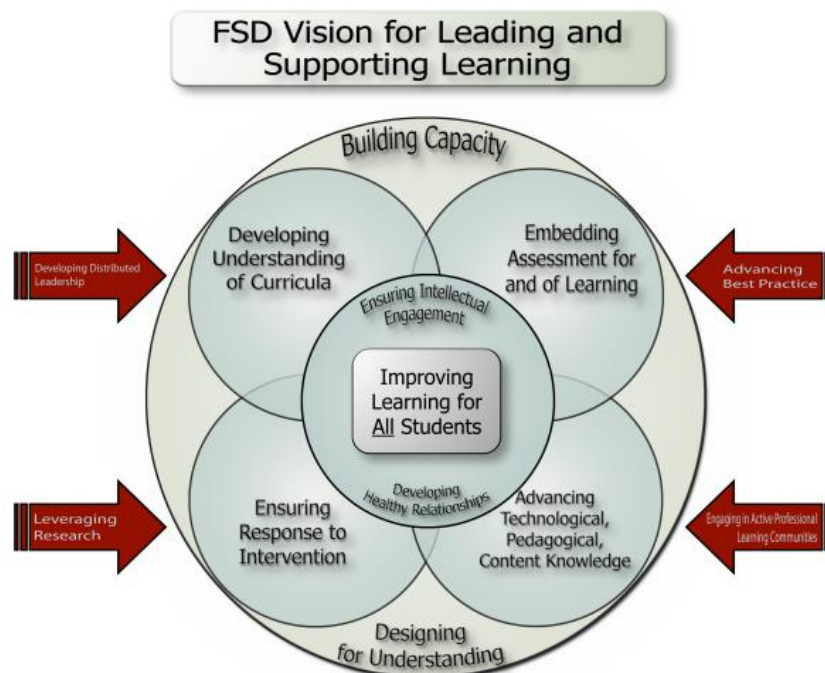 FSD Vision for Leading and
Supporting Learning
Building Capacity
Developing
Understanding
of Curricula
Embedding
Assessment for
and of Learning
Developing Distributed
Leadership
Advancing
Best Practice
Ensuring Intellectual
Engagement
Improving
Learning for
All Students
Developing
Healthy Relationships
Ensuring
Response to
Intervention
Advancing
Technological,
Pedagogical,
Content Knowledge
Leveraging
Research
Engaging in Active Professional
Learning Communities
Designing
for Understanding